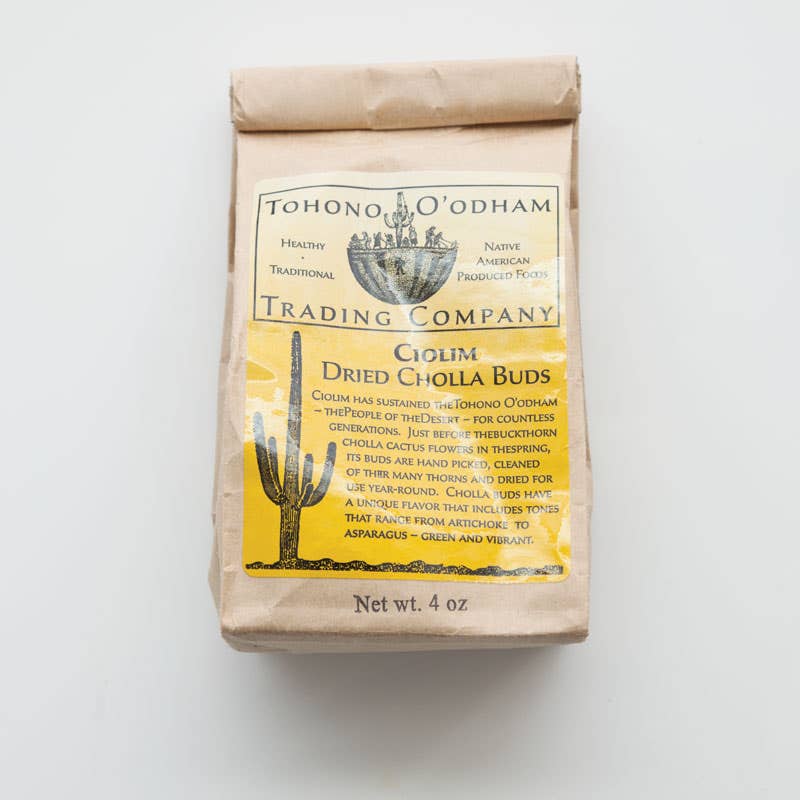 TOHONO O'ODHAM
HEALTHY
·
TRADITIONAL
NATIVE
AMERICAN
PRODUCED FOODS
TRADING COMPANY
CIOLIM
DRIED CHOLLA BUDS
CIOLIM HAS SUSTAINED THETOHONO O'ODHAM
– THEPEOPLE OF THEDESERT – FOR COUNTLESS
GENERATIONS. JUST BEFORE THEBUCKTHORN
CHOLLA CACTUS FLOWERS IN THESPRING,
ITS BUDS ARE HAND PICKED, CLEANED
OF THEIR MANY THORNS AND DRIED FOR
USE YEAR-ROUND. CHOLLA BUDS HAVE
A UNIQUE FLAVOR THAT INCLUDES TONES
THAT RANGE FROM ARTICHOKE TO
ASPARAGUS – GREEN AND VIBRANT.
Net wt. 4 oz